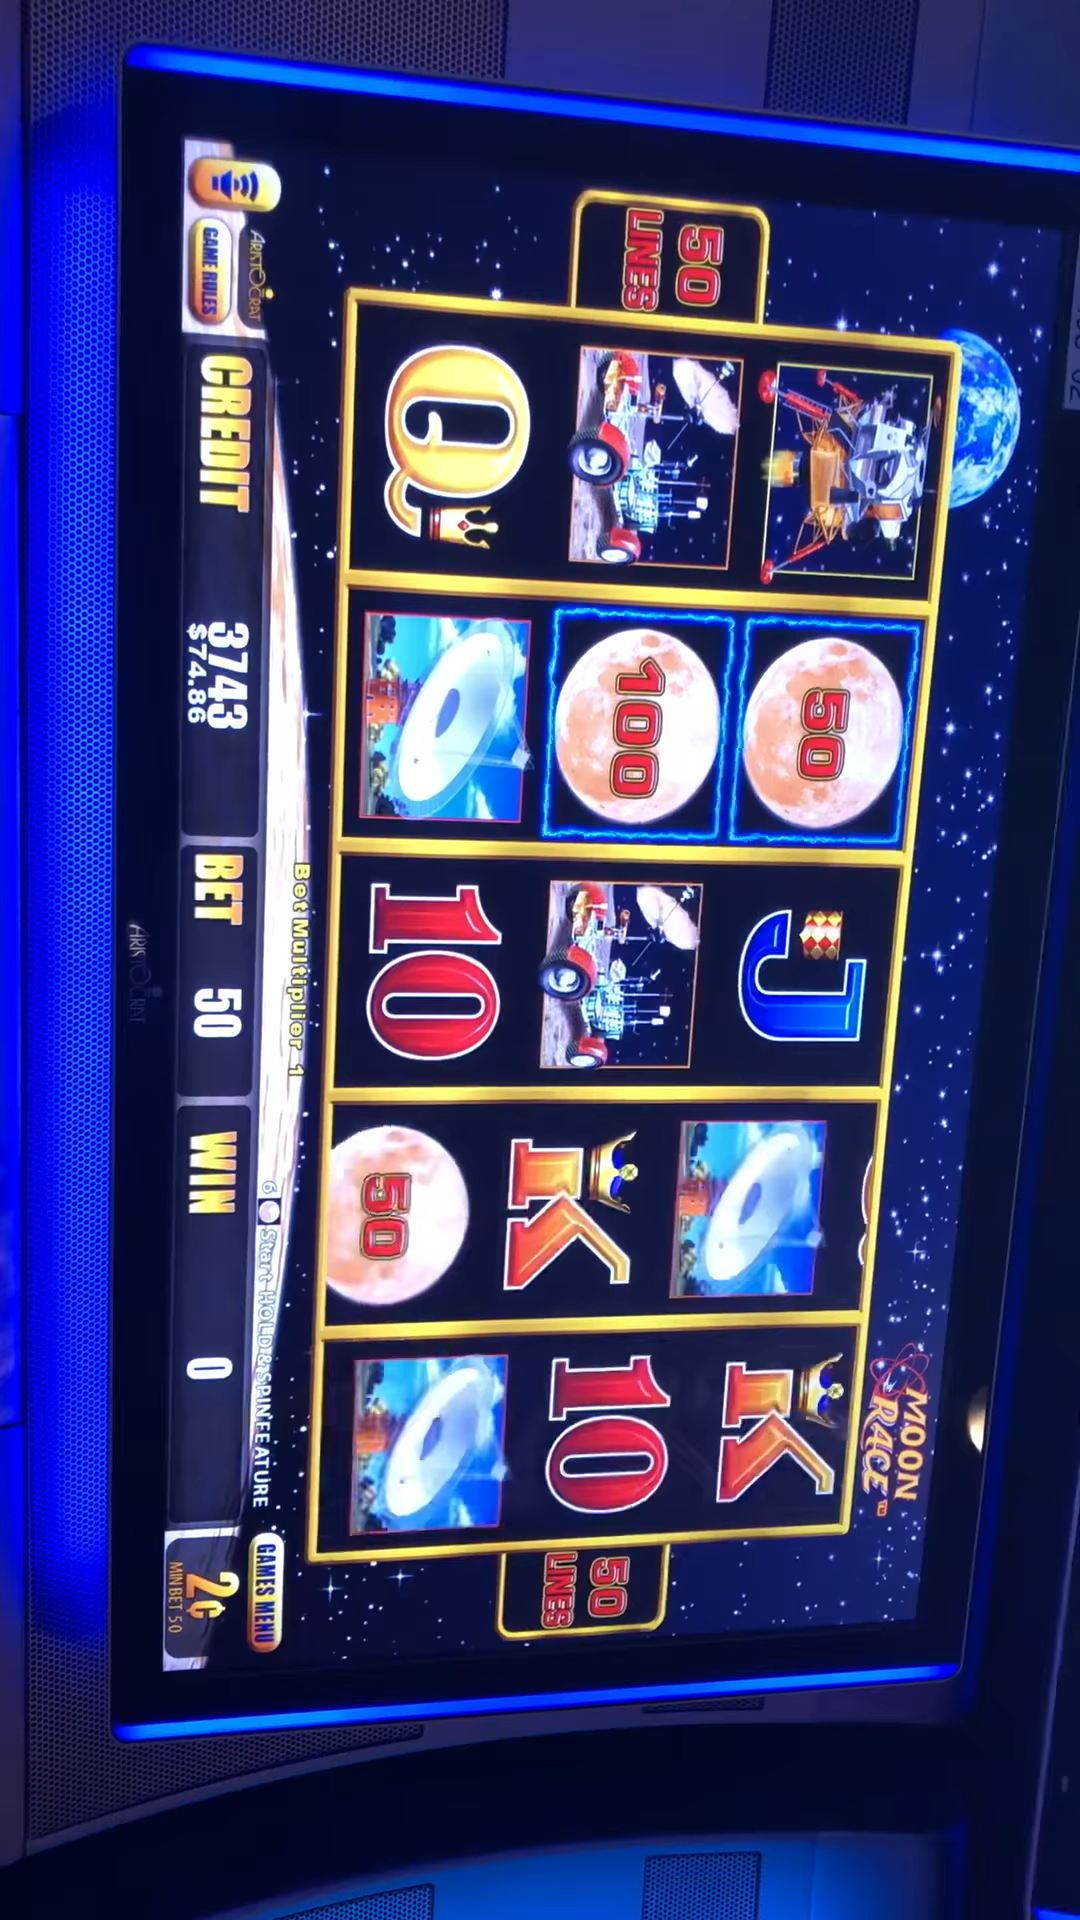 MOON
RACE™
50
LINES
50
J
K
100
K
10
50
LINES
Q
10
50
Bet Multiplier 1
6 Start HOLD & SPIN FEATURE
ARISTOCRAT
GAME RULES
GAMES MENU
CREDIT 3743
$74.86
BET 50
WIN 0
2¢
MIN BET 50
ARISTOCRAT